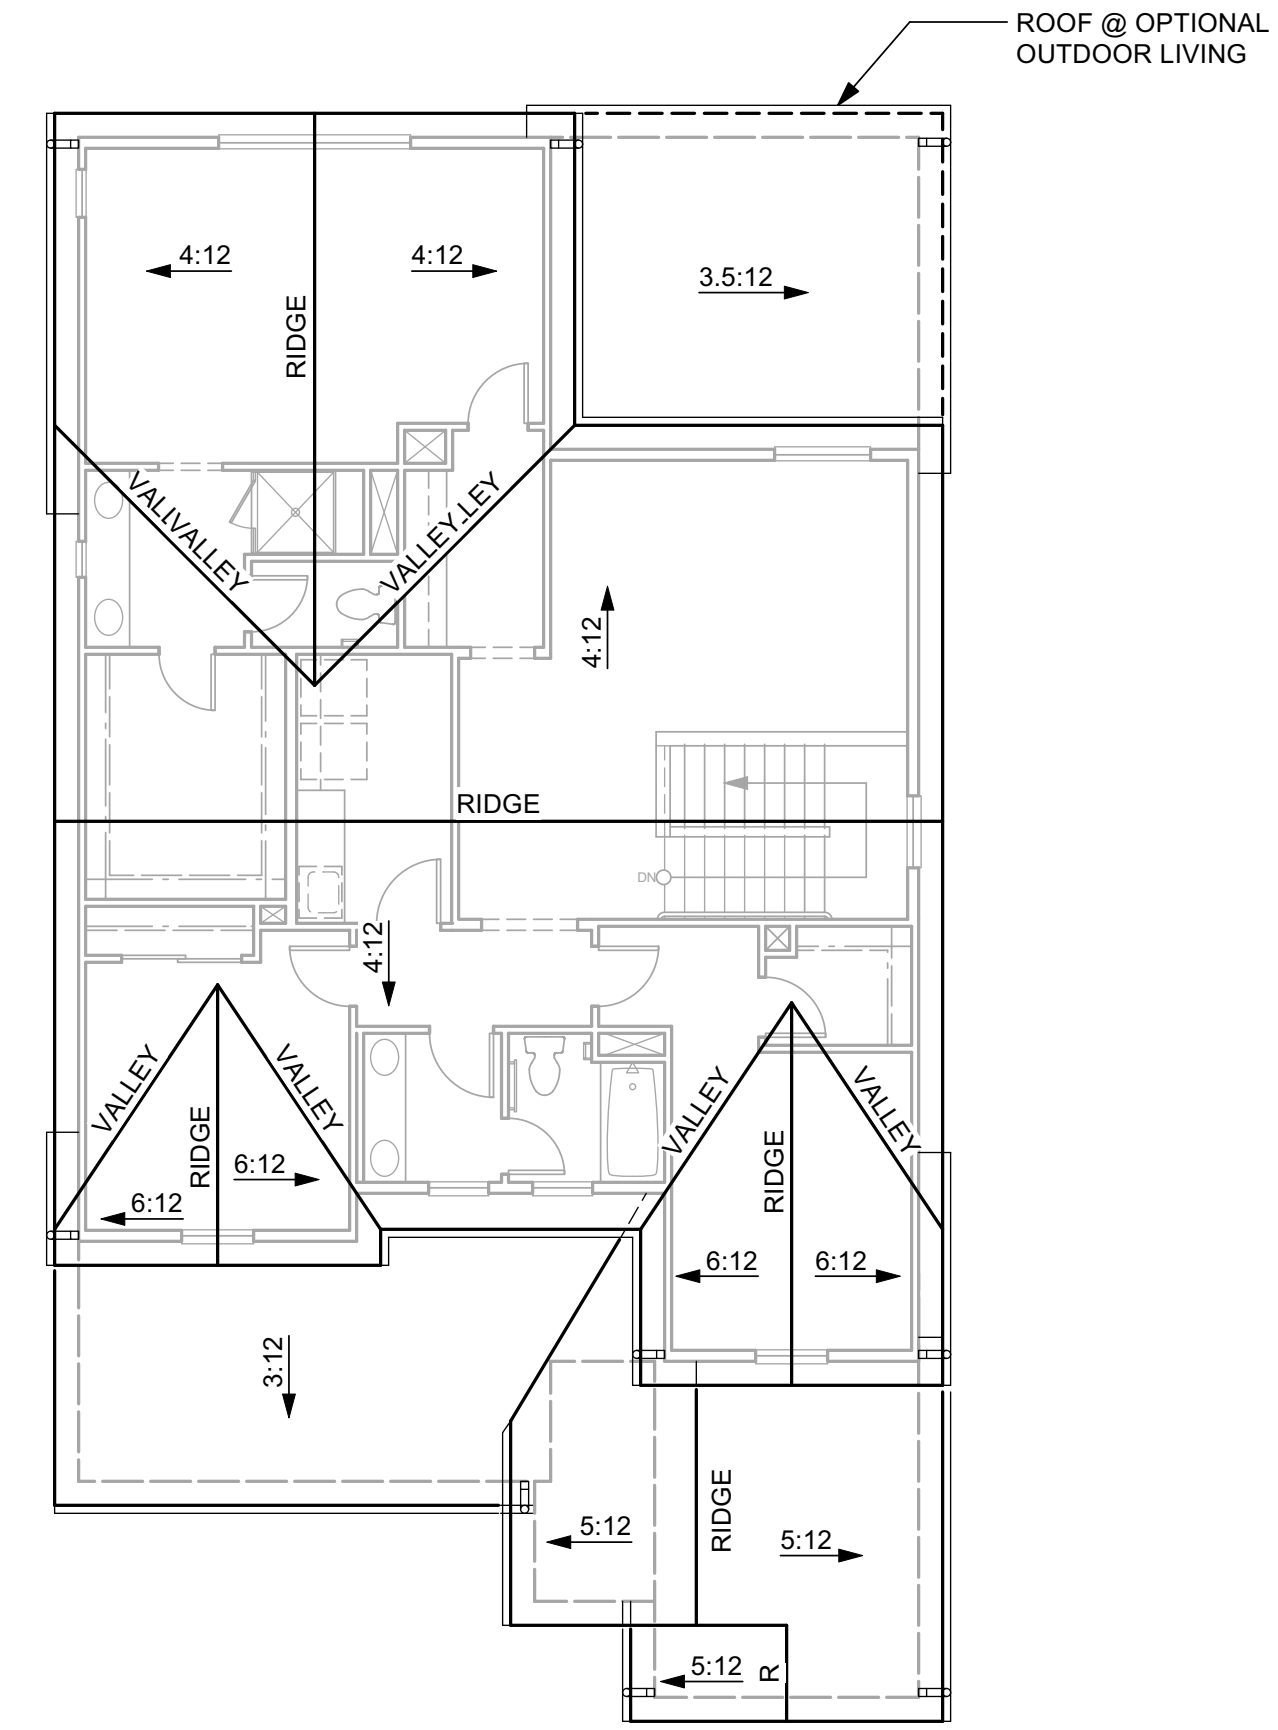 ROOF @ OPTIONAL
OUTDOOR LIVING
4:12
4:12
3.5:12
RIDGE
VALIVALLEY
VALLEY.LEY
4:12
RIDGE
DN
4:12
VALLEY
VALLEY
RIDGE
6:12
6:12
VALLEY
VALLEY
RIDGE
6:12
6:12
3:12
RIDGE
5:12
5:12
5:12
R